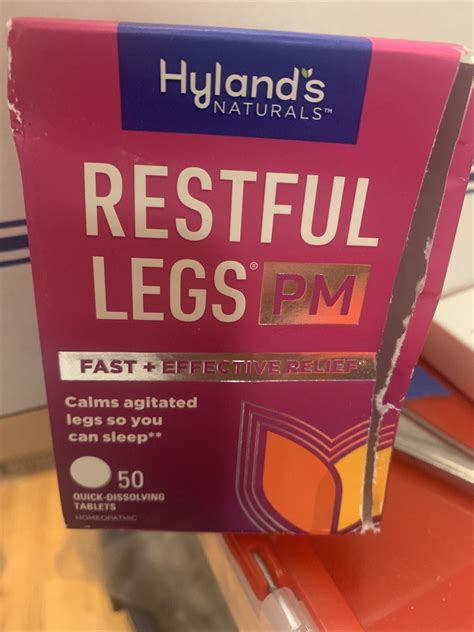 Hyland's
NATURALS™
RESTFUL
LEGS® PM
FAST + EFFECTIVE RELIEF*
Calms agitated
legs so you
can sleep**
50
QUICK-DISSOLVING
TABLETS
HOMEOPATHIC